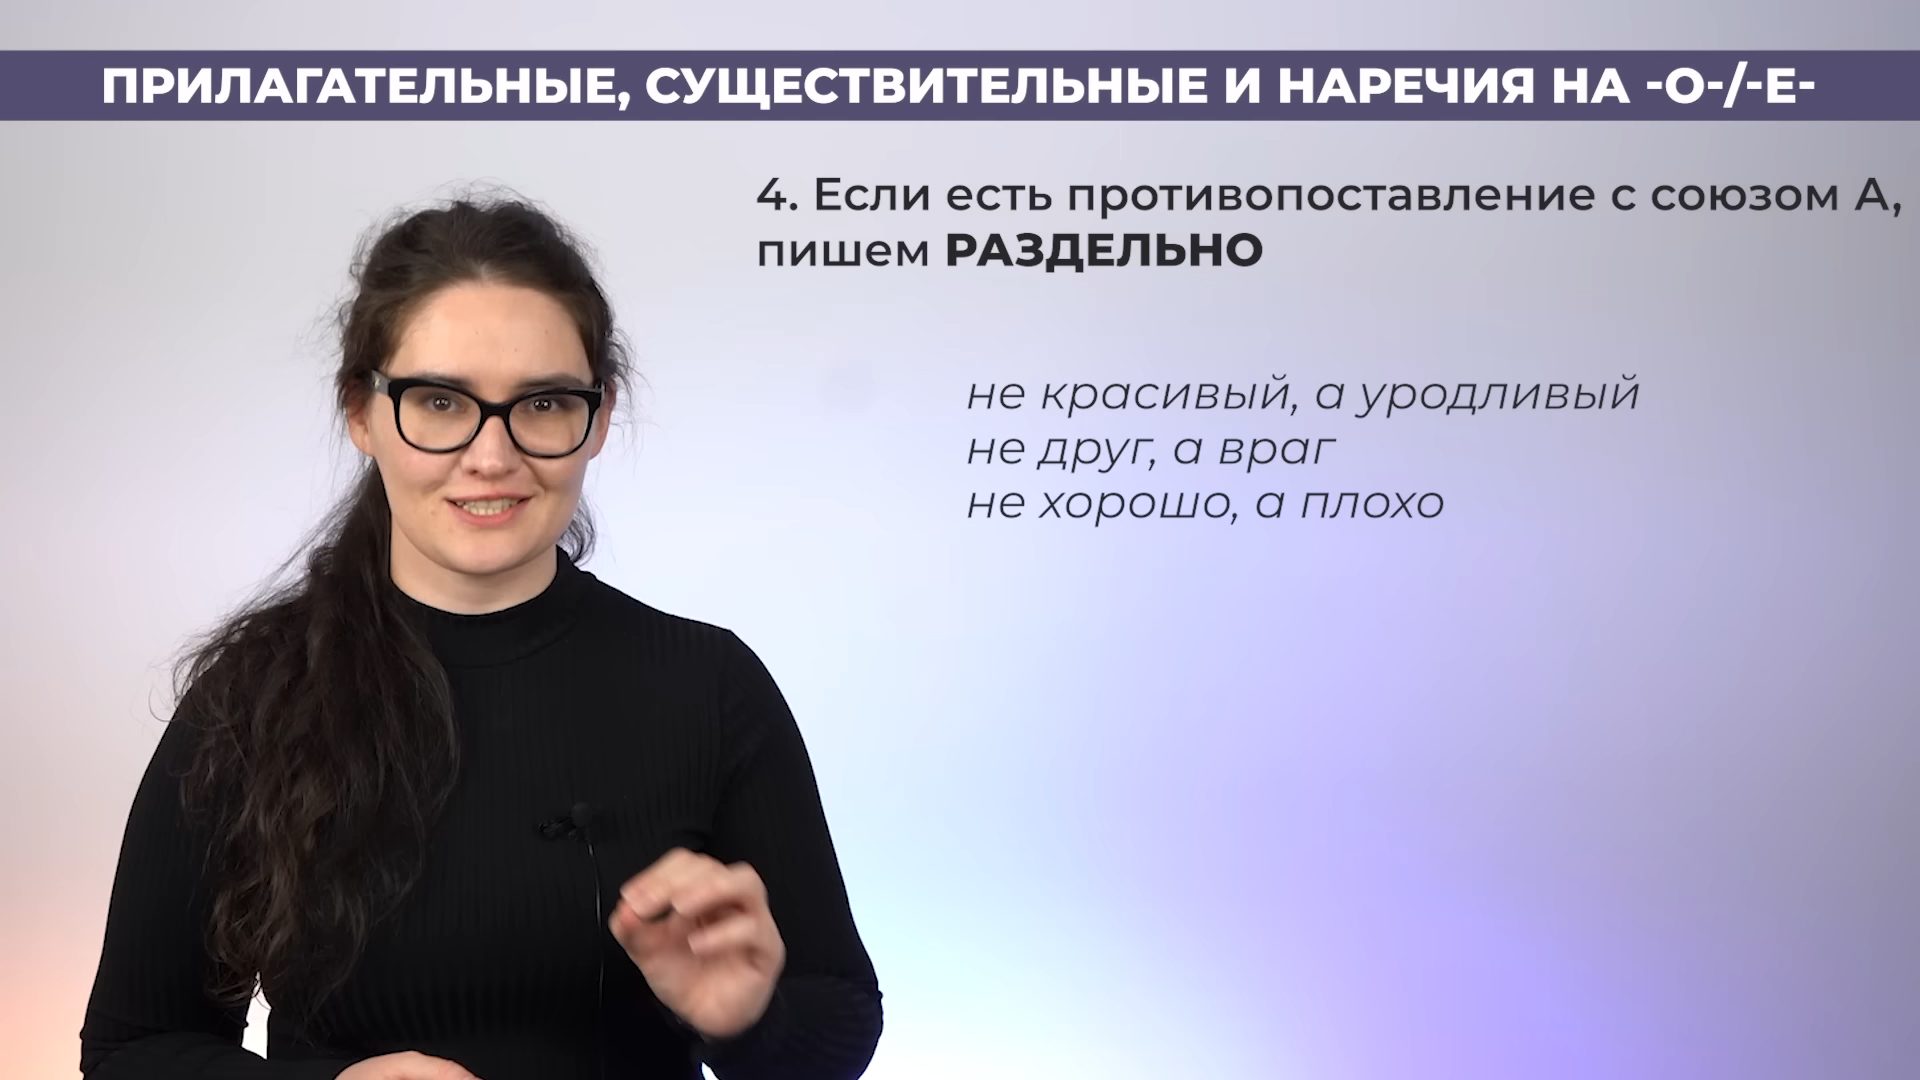 ПРИЛАГАТЕЛЬНЫЕ, СУЩЕСТВИТЕЛЬНЫЕ И НАРЕЧИЯ НА -О-/-Е-
4. Если есть противопоставление с союзом А,
пишем РАЗДЕЛЬНО
не красивый, а уродливый
не друг, а враг
не хорошо, а плохо